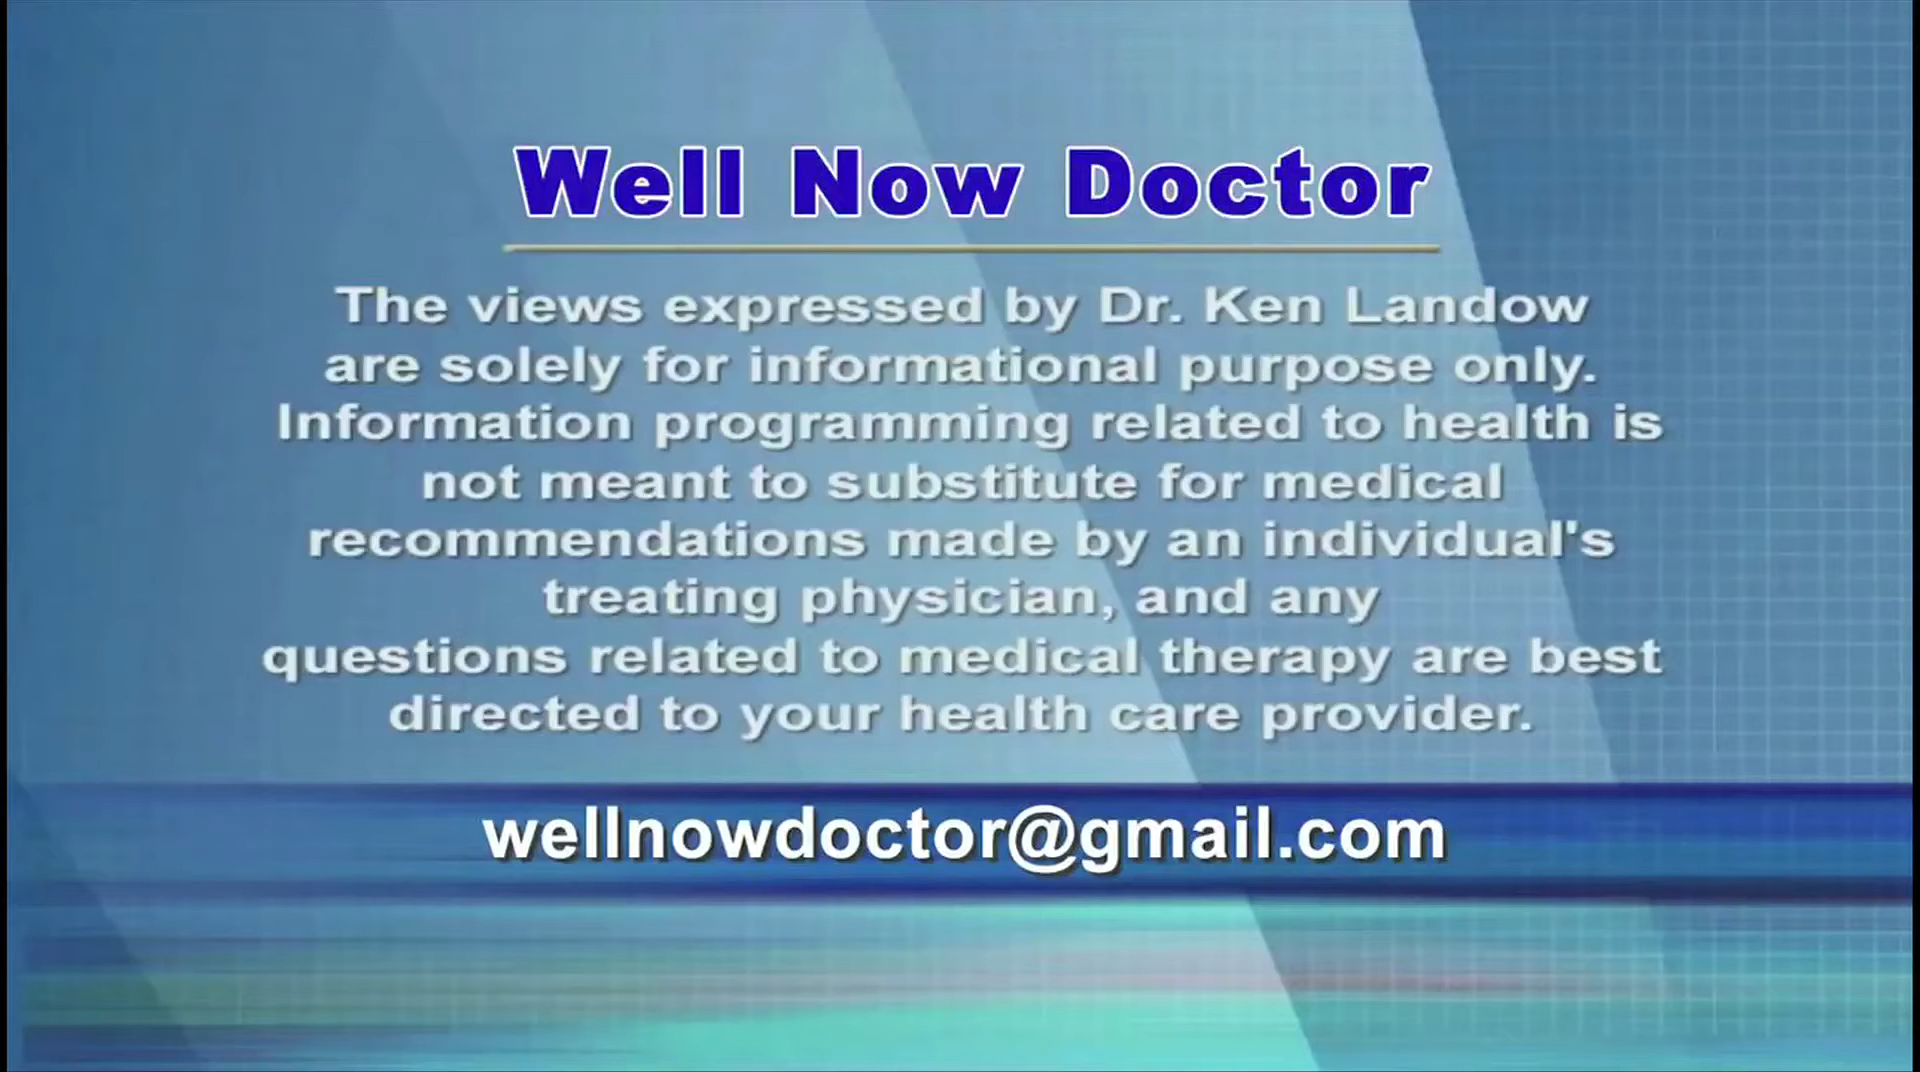 Well Now Doctor
The views expressed by Dr. Ken Landow
are solely for informational purpose only.
Information programming related to health is
not meant to substitute for medical
recommendations made by an individual's
treating physician, and any
questions related to medical therapy are best
directed to your health care provider.
wellnowdoctor@gmail.com